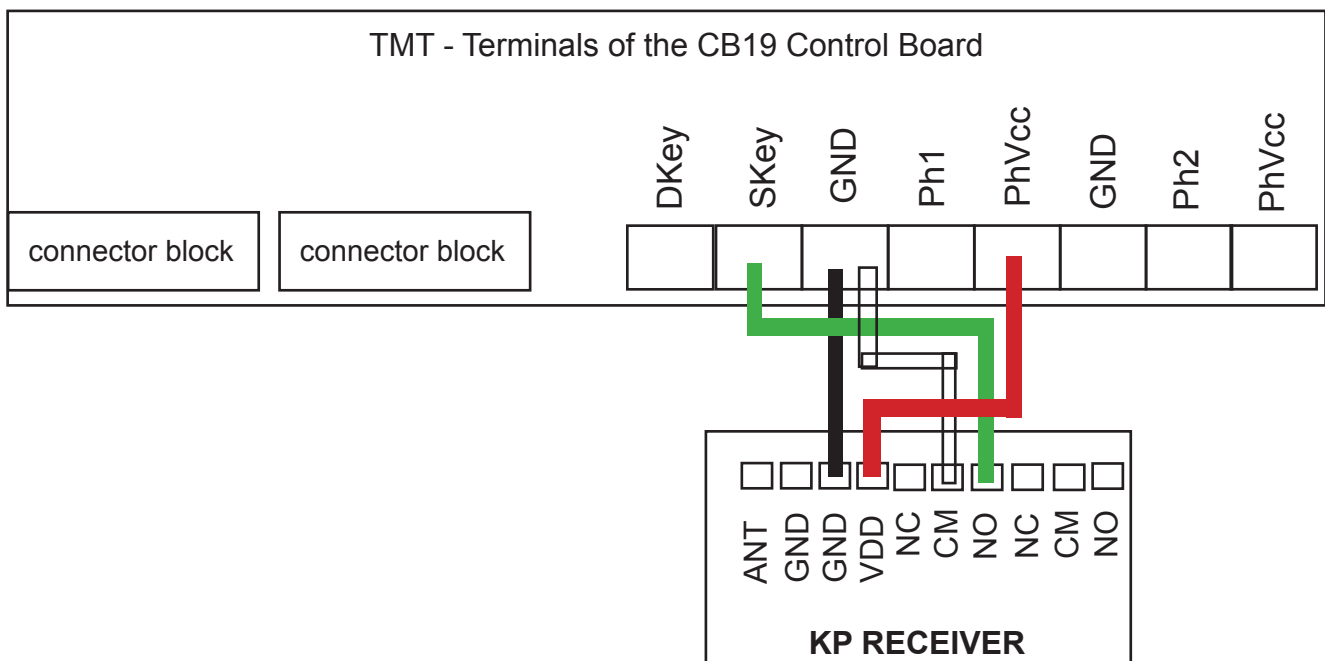 TMT - Terminals of the CB19 Control Board
DKey
SKey
GND
Ph1
PhVcc
GND
Ph2
PhVcc
connector block
connector block
ANT
GND
GND
VDD
NC
CM
NO
NC
CM
NO
KP RECEIVER